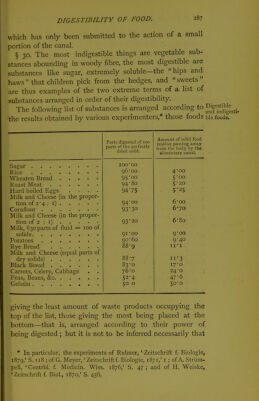 DIGESTIBILITY OF FOOD. 287
which has only been submitted to the action of a small
portion of the canal.
§ 30. The most indigestible things are vegetable sub-
stances abounding in woody fibre, the most digestible are
substances like sugar, extremely soluble—the "hips and
haws" that children pick from the hedges, and "sweets"
are thus examples of the two extreme terms of a list of
substances arranged in order of their digestibility.
The following list of substances is arranged according to
the results obtained by various experimenters,* those foods
Digestible
and indigesti-
ble foods.
Parts digested of 100
parts of the perfectly
dried solid.
Amount of solid food
residue passing away
from the body by the
alimentary canal.
Sugar 100·00
Rice 96·00 4·00
Wheaten Bread 95·00 5·00
Roast Meat 94·80 5·20
Hard boiled Eggs 94·75 5·25
Milk and Cheese (in the propor-
tion of 2·4 : 1) 94·00 6·00
Cornflour 93·30 6·70
Milk and Cheese (in the propor-
tion of 2 : 1) 93·20 6·80
Milk, parts of fluid = 100 of
solids 91·00 9·00
Potatoes 90·60 9·40
Rye Bread 88·9 11·1
Milk and Cheese (equal parts of
dry solids) 88·7 11·3
Black Bread 83·0 17·0
Carrots, Celery, Cabbage 76·0 24·0
Peas, Beans, &c. 52·4 47·6
Gelatin 50·0 50·0
giving the least amount of waste products occupying the
top of the list, those giving the most being placed at the
bottom—that is, arranged according to their power of
being digested; but it is not to be inferred necessarily that
* In particular, the experiments of Rubner, 'Zeitschrift f. Biologie,
1879,' S. 118; of G. Meyer, 'Zeitschrift f. Biologie, 1871,' ; of A. Strüm-
pell, 'Centrbl. f. Medicin. Wiss. 1876,' S. 47; and of H. Weiske,
'Zeitschrift f. Biol., 1870,' S. 456.